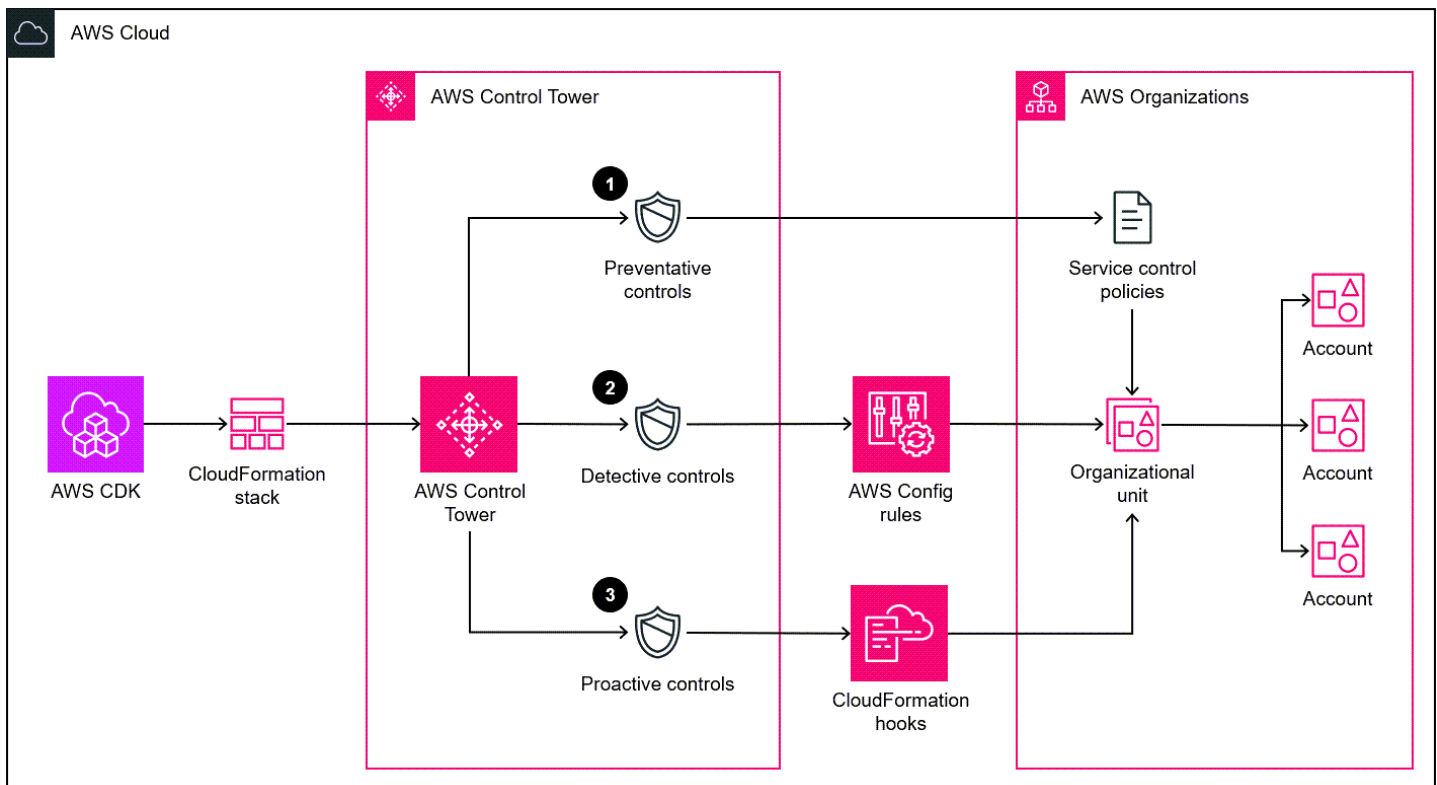 AWS Cloud
AWS Control Tower
AWS Organizations
1
Preventative
controls
Service control
policies
Account
2
AWS CDK
CloudFormation
stack
AWS Control
Tower
Detective controls
AWS Config
rules
Organizational
unit
Account
3
Proactive controls
CloudFormation
hooks
Account